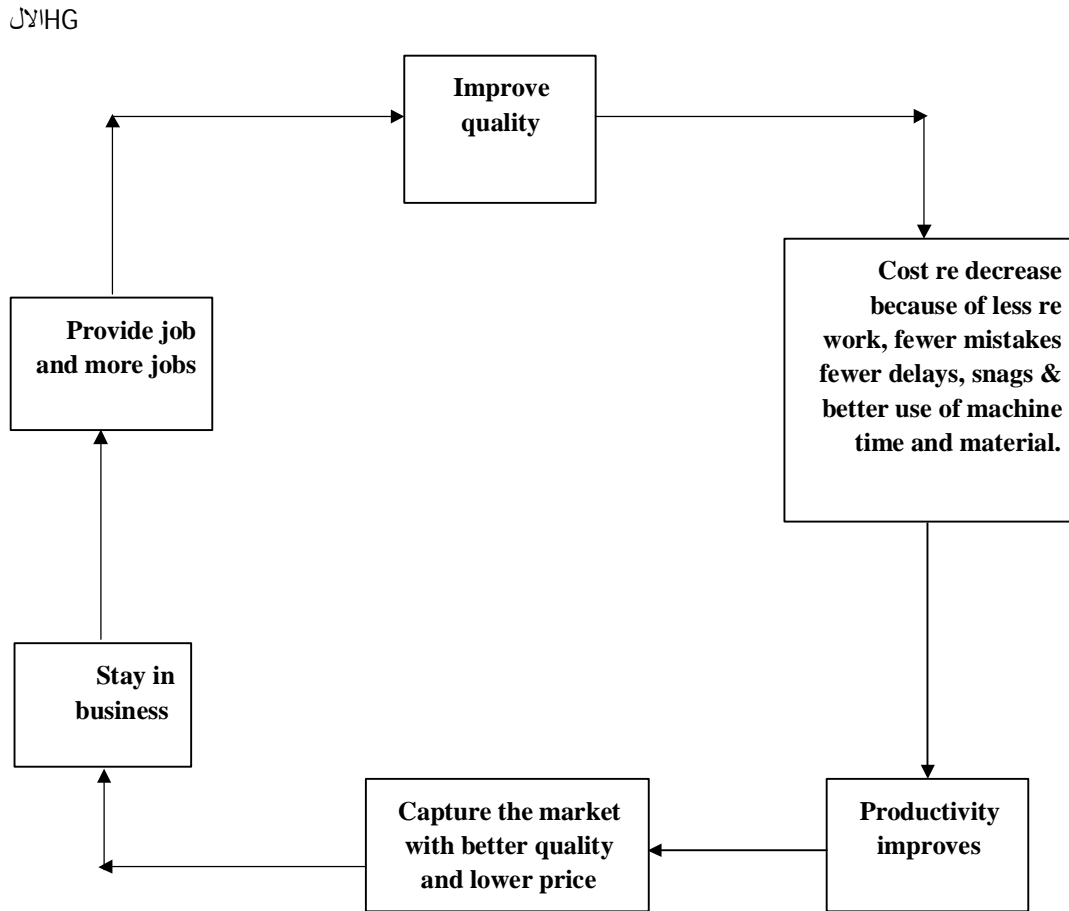 الالHG
Improve
quality
Cost re decrease
because of less re
work, fewer mistakes
fewer delays, snags &
better use of machine
time and material.
Productivity
improves
Capture the market
with better quality
and lower price
Stay in
business
Provide job
and more jobs